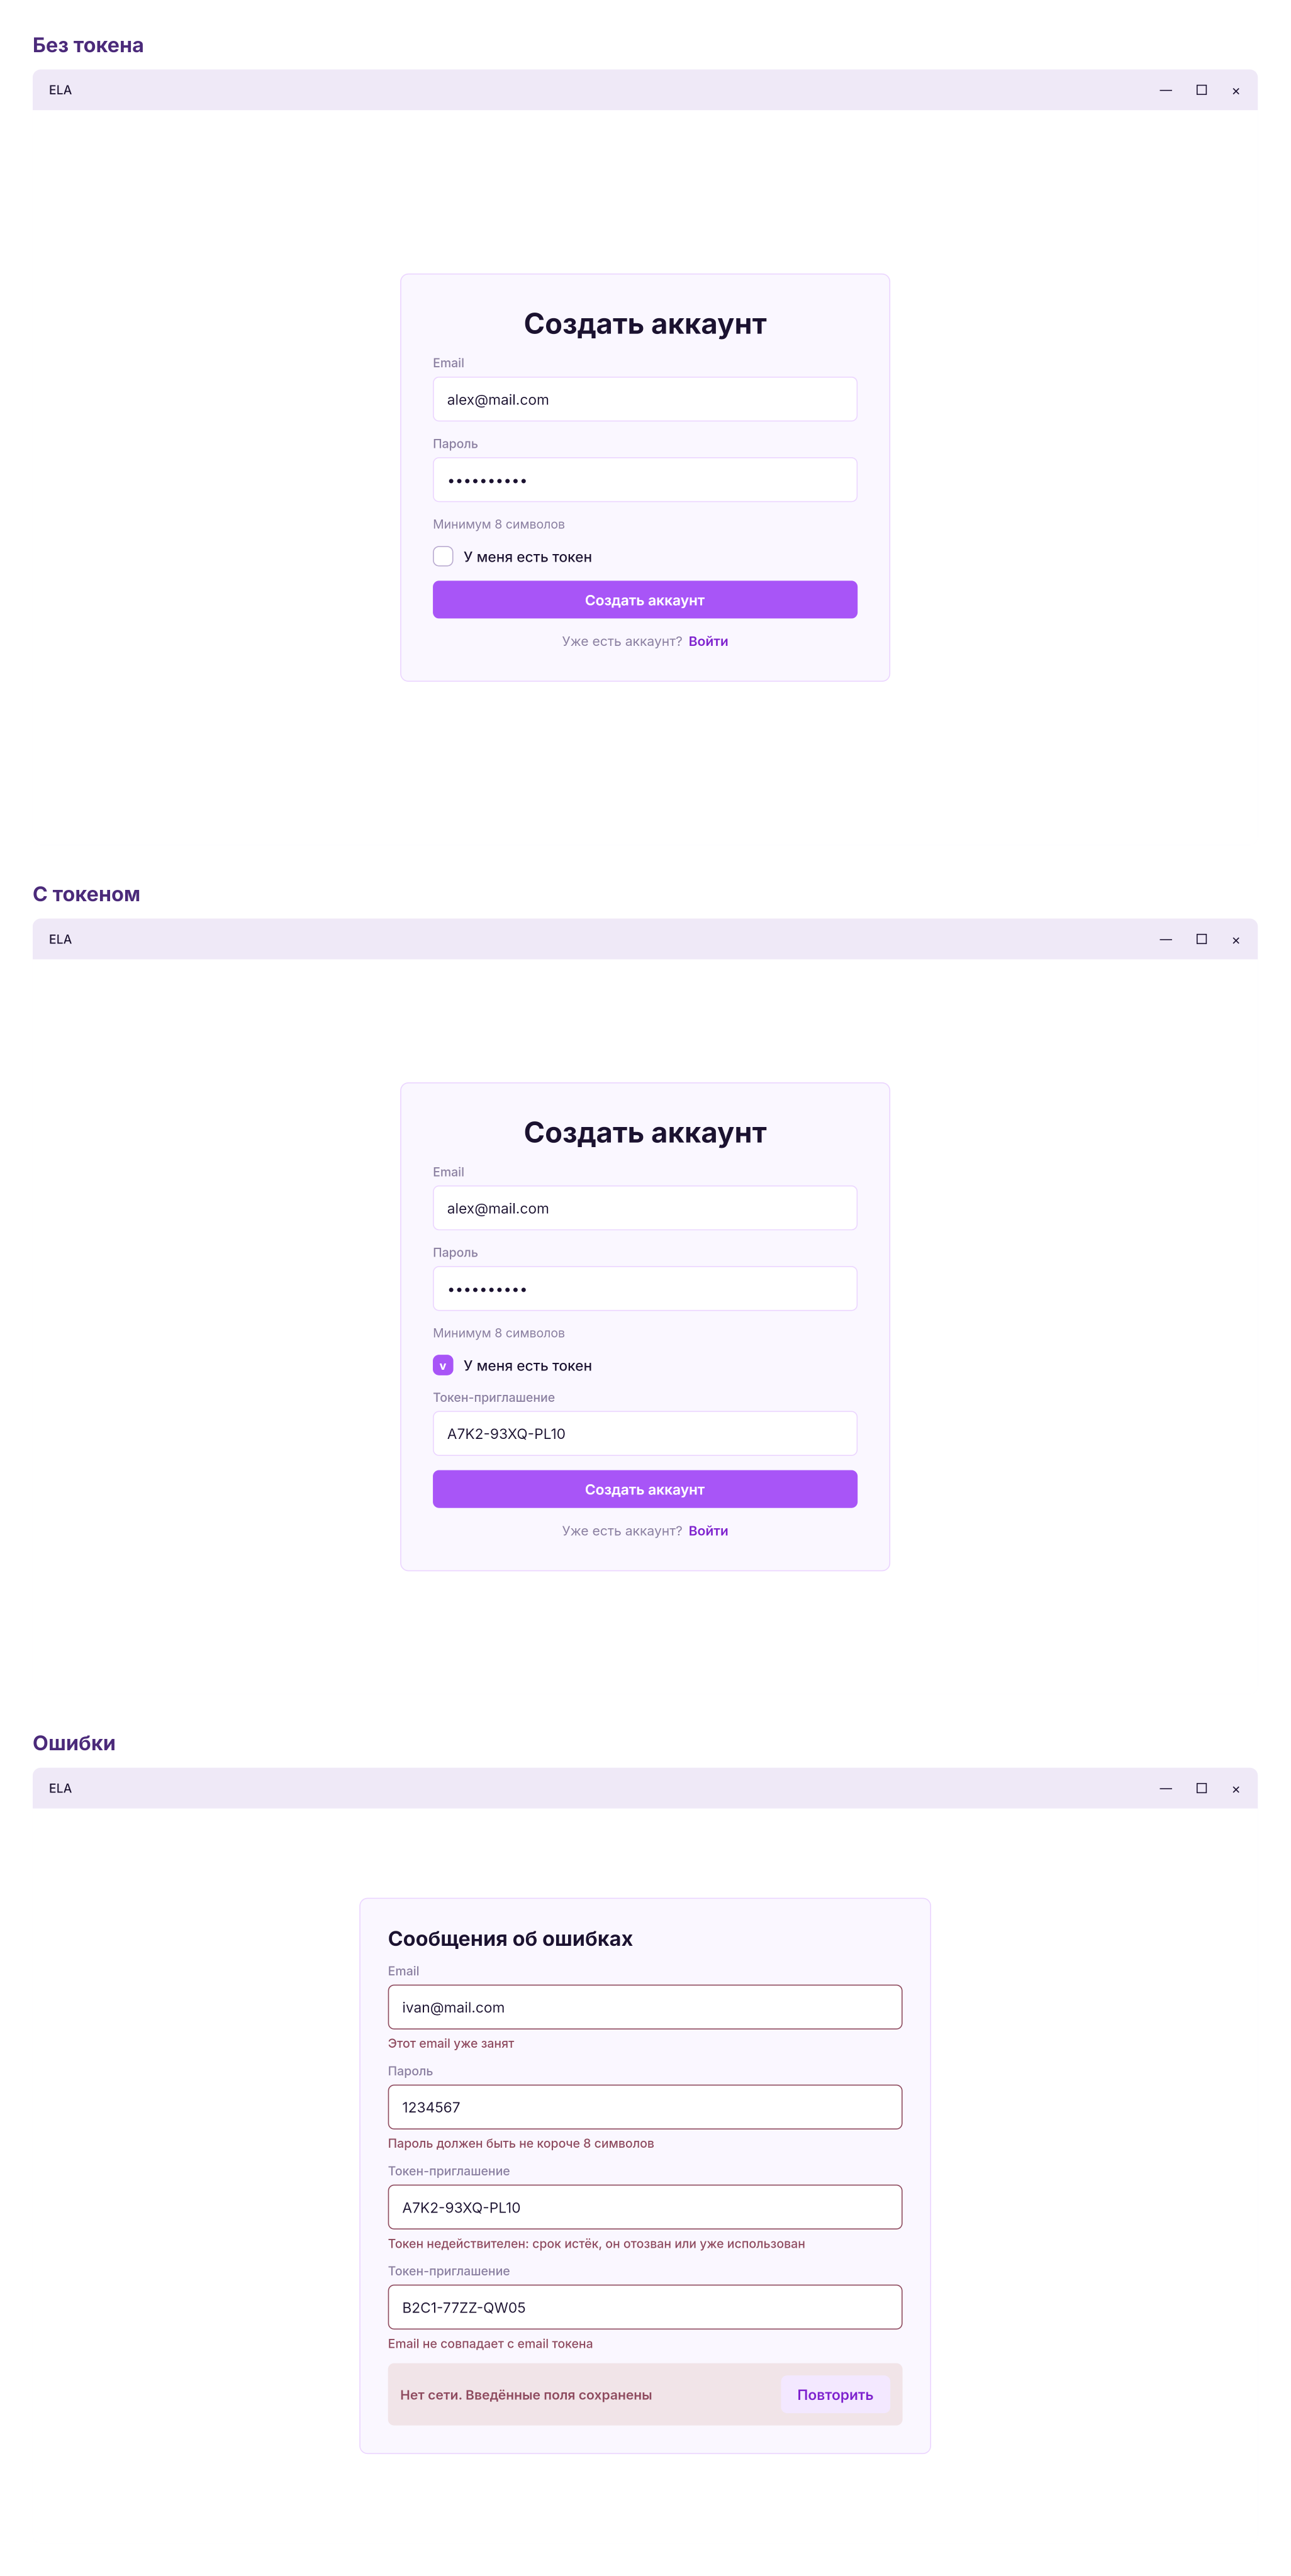 Без токена
ELA
Создать аккаунт
Email
alex@mail.com
Пароль
••••••••••
Минимум 8 символов
У меня есть токен
Создать аккаунт
Уже есть аккаунт? Войти
С токеном
ELA
Создать аккаунт
Email
alex@mail.com
Пароль
••••••••••
Минимум 8 символов
v У меня есть токен
Токен-приглашение
A7K2-93XQ-PL10
Создать аккаунт
Уже есть аккаунт? Войти
Ошибки
ELA
Сообщения об ошибках
Email
ivan@mail.com
Этот email уже занят
Пароль
1234567
Пароль должен быть не короче 8 символов
Токен-приглашение
A7K2-93XQ-PL10
Токен недействителен: срок истёк, он отозван или уже использован
Токен-приглашение
B2C1-77ZZ-QW05
Email не совпадает с email токена
Нет сети. Введённые поля сохранены Повторить